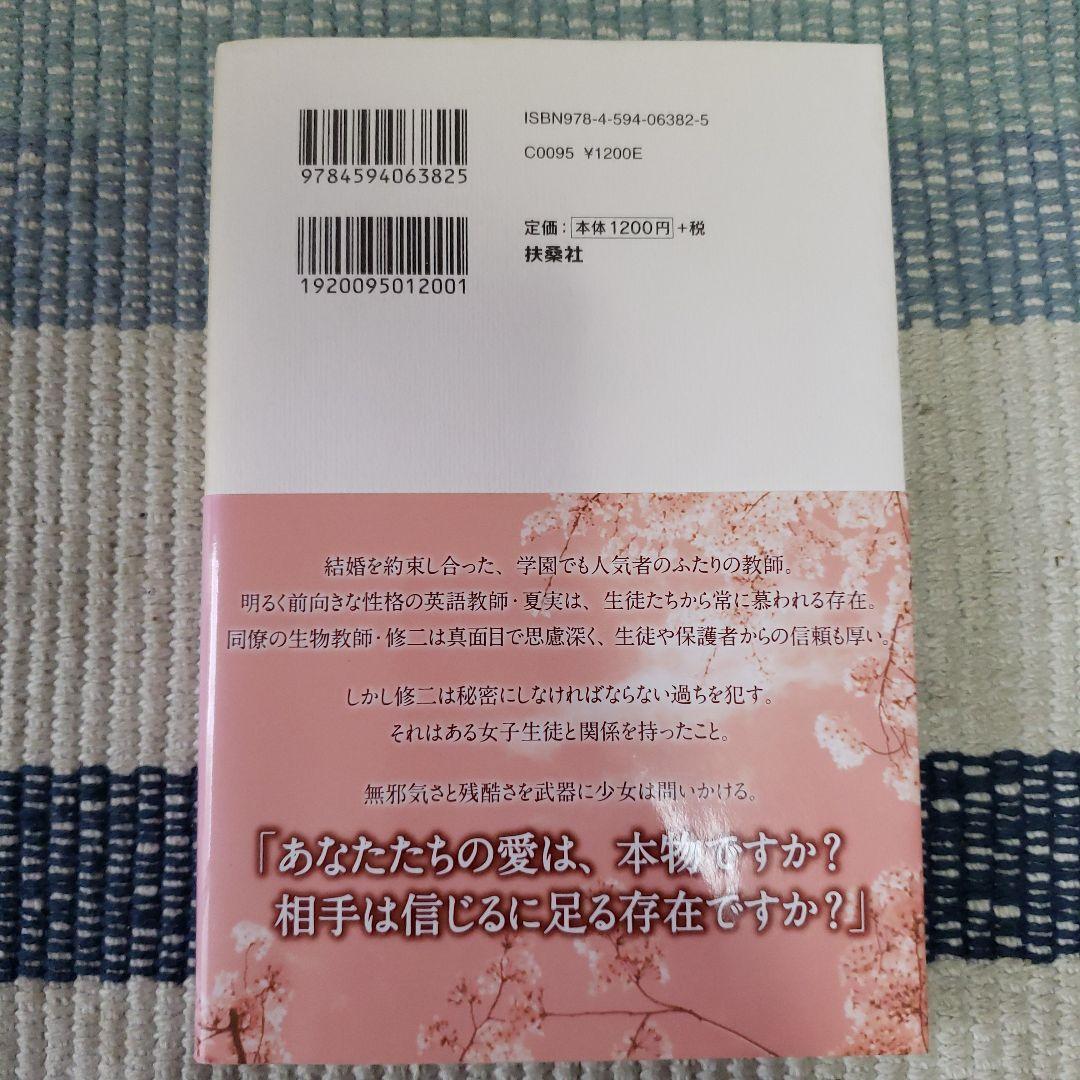 ISBN978-4-594-06382-5
C0095 ¥1200E
9784594063825
定価：本体1200円+税
扶桑社
1920095012001
結婚を約束し合った、学園でも人気者のふたりの教師。
明るく前向きな性格の英語教師・夏実は、生徒たちから常に慕われる存在。
同僚の生物教師・修二は真面目で思慮深く、生徒や保護者からの信頼も厚い。
しかし修二は秘密にしなければならない過ちを犯す。
それはある女子生徒と関係を持ったこと。
無邪気さと残酷さを武器に少女は問いかける。
「あなたたちの愛は、本物ですか？
相手は信じるに足る存在ですか？」